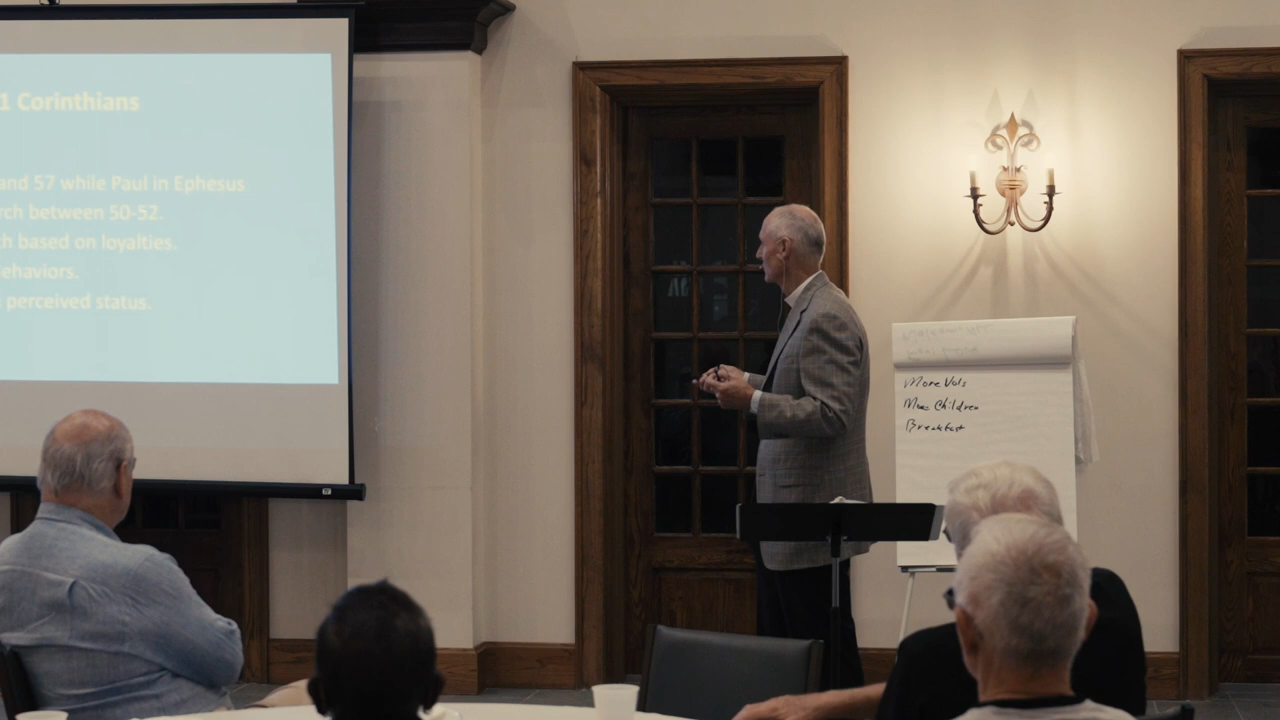 1 Corinthians
and 57 while Paul in Ephesus
rch between 50-52.
h based on loyalties.
ehaviors.
perceived status.
More Vols
More Children
Breakfast